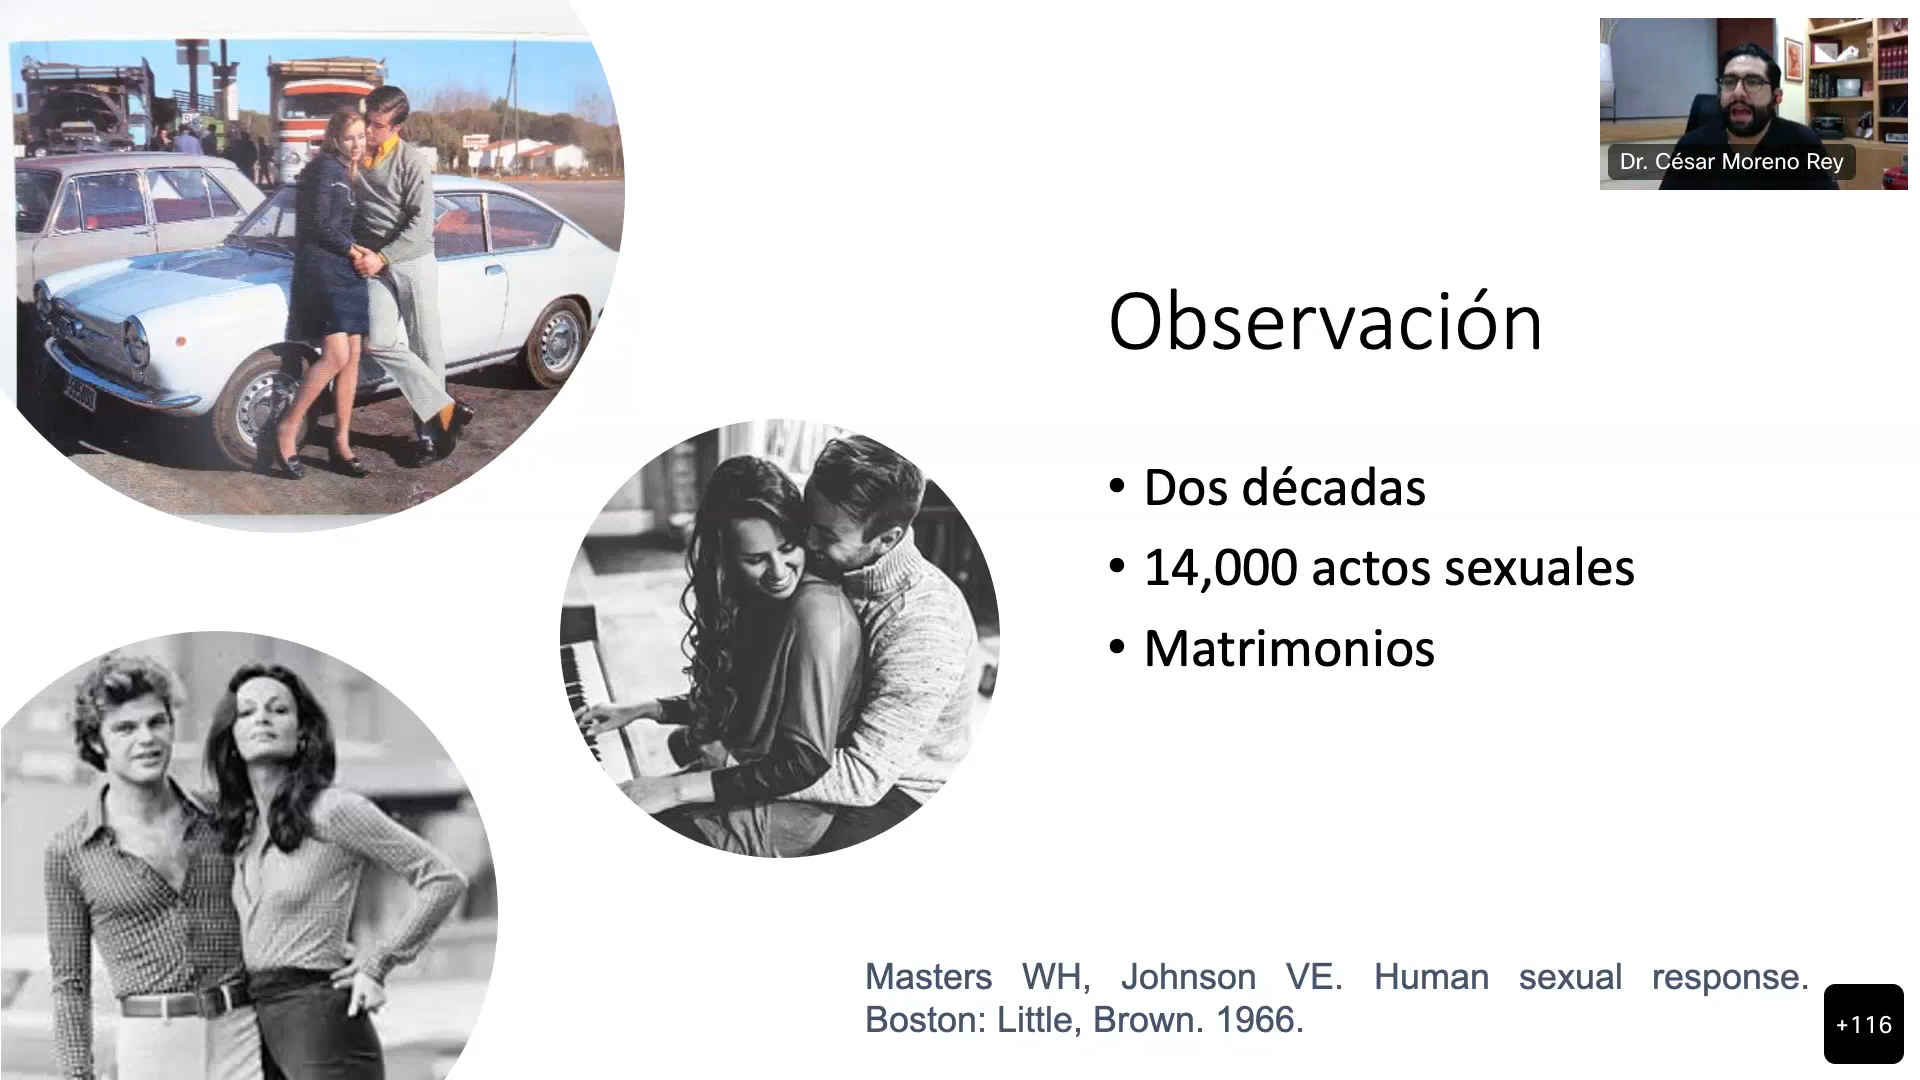 Dr. César Moreno Rey
Observación
• Dos décadas
• 14,000 actos sexuales
• Matrimonios
Masters WH, Johnson VE. Human sexual response.
Boston: Little, Brown. 1966.
+116